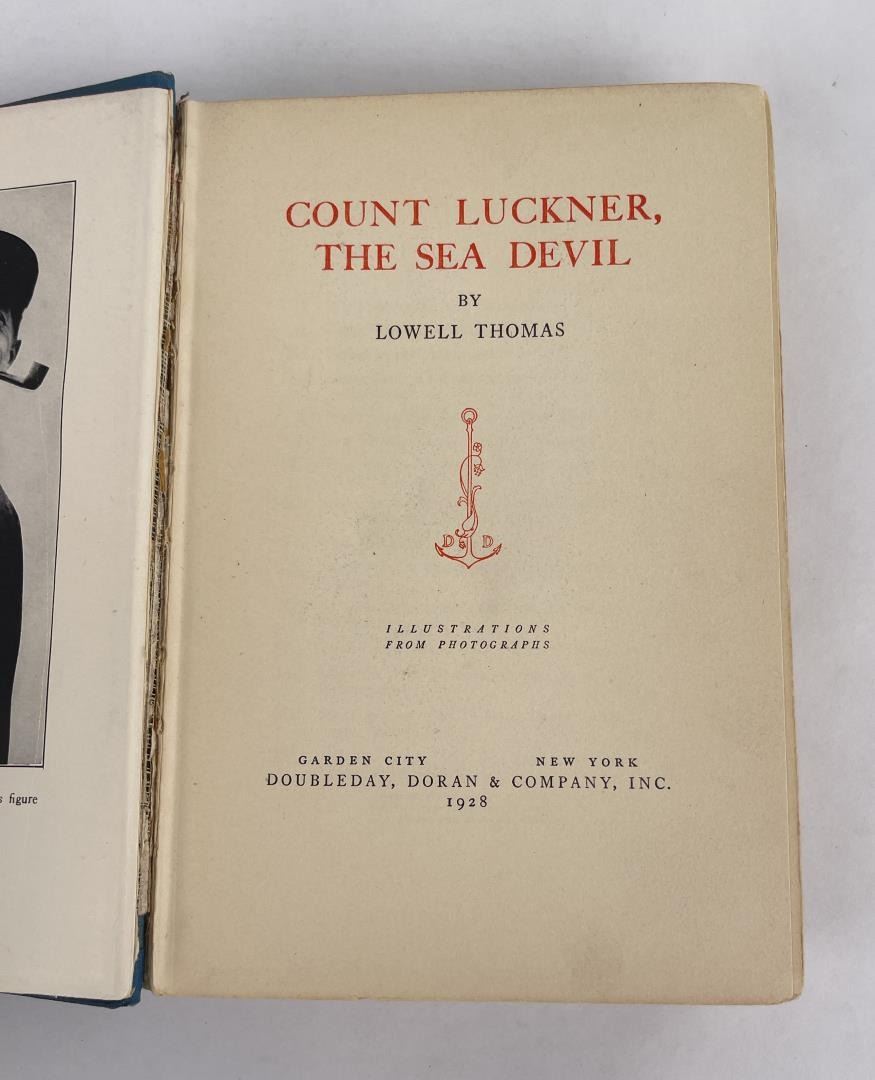 s figure
COUNT LUCKNER,
THE SEA DEVIL
BY
LOWELL THOMAS
D D
ILLUSTRATIONS
FROM PHOTOGRAPHS
GARDEN CITY NEW YORK
DOUBLEDAY, DORAN & COMPANY, INC.
1928